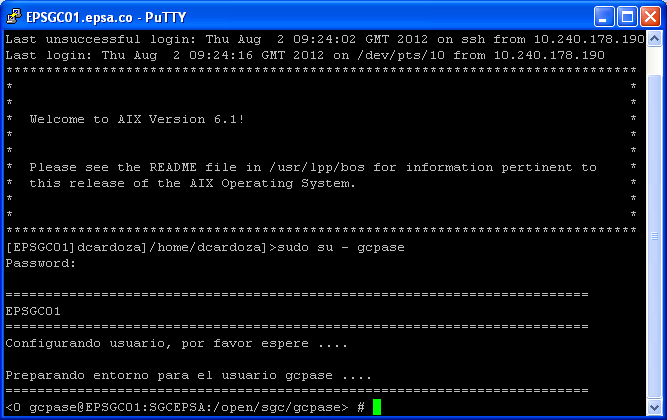 EPSGC01.epsa.co - PuTTY
Last unsuccessful login: Thu Aug  2 09:24:02 GMT 2012 on ssh from 10.240.178.190
Last login: Thu Aug  2 09:24:16 GMT 2012 on /dev/pts/10 from 10.240.178.190
*******************************************************************************
*                                                                             *
*                                                                             *
*  Welcome to AIX Version 6.1!                                                *
*                                                                             *
*                                                                             *
*  Please see the README file in /usr/lpp/bos for information pertinent to    *
*  this release of the AIX Operating System.                                  *
*                                                                             *
*                                                                             *
*******************************************************************************
[EPSGC01]dcardoza]/home/dcardoza]>sudo su - gcpase
Password:
=========================================================================
EPSGC01
=========================================================================
Configurando usuario, por favor espere ....
Preparando entorno para el usuario gcpase ....
=========================================================================
<0 gcpase@EPSGC01:SGCEPSA:/open/sgc/gcpase> #